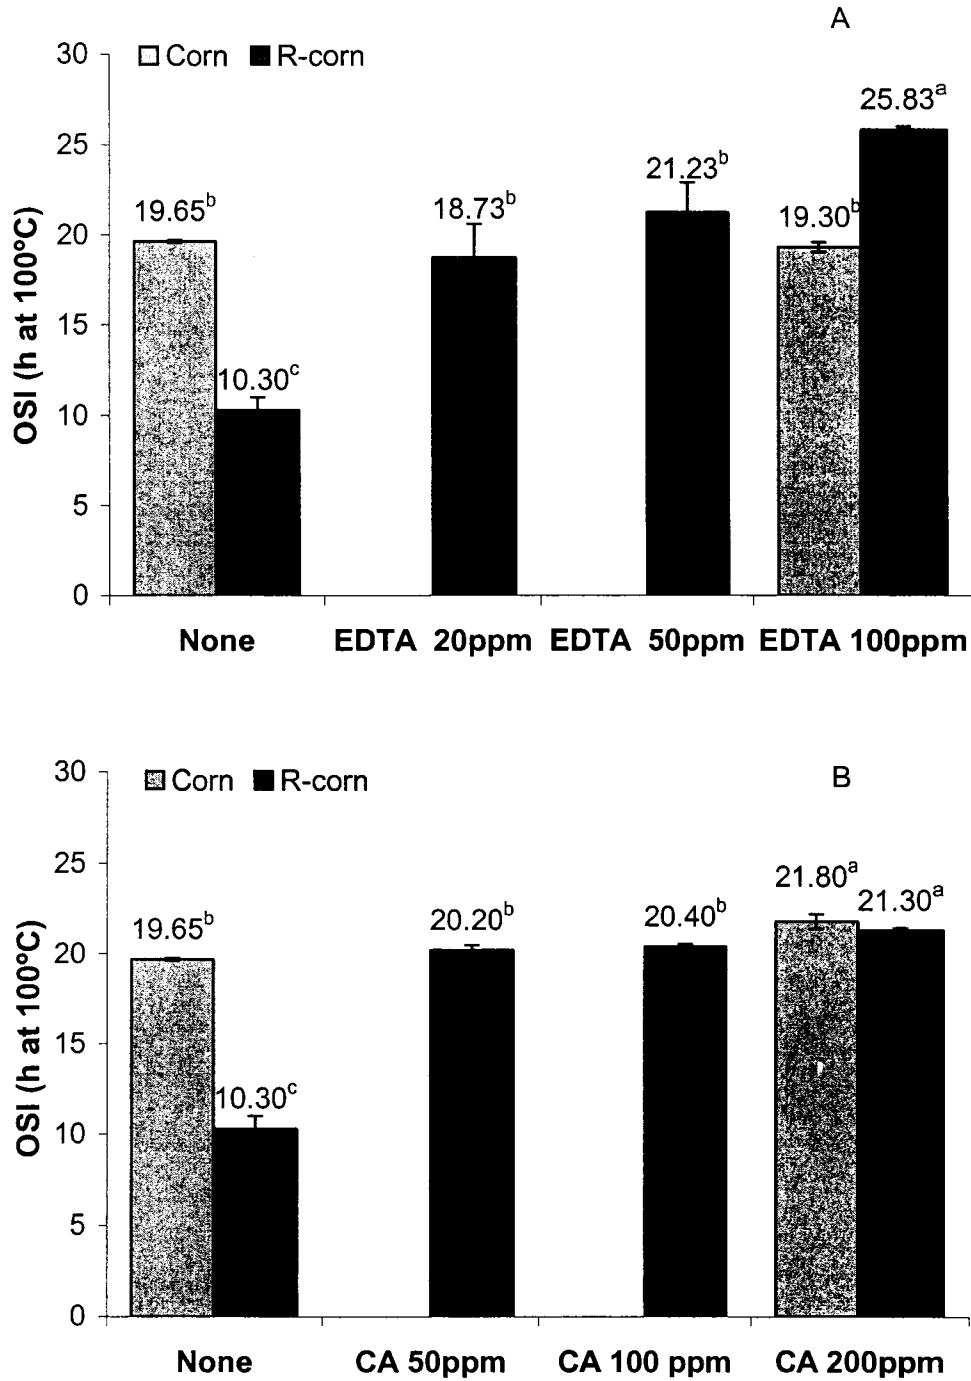 A
30
Corn R-corn
25.83a
25
21.23b
19.65b
18.73b
19.30b
20
15
10.30c
10
5
0
OSI (h at 100ºC)
None EDTA 20ppm EDTA 50ppm EDTA 100ppm
B
30
Corn R-corn
25
21.80a
21.30a
19.65b
20.20b
20.40b
20
15
10.30c
10
5
0
OSI (h at 100ºC)
None CA 50ppm CA 100 ppm CA 200ppm